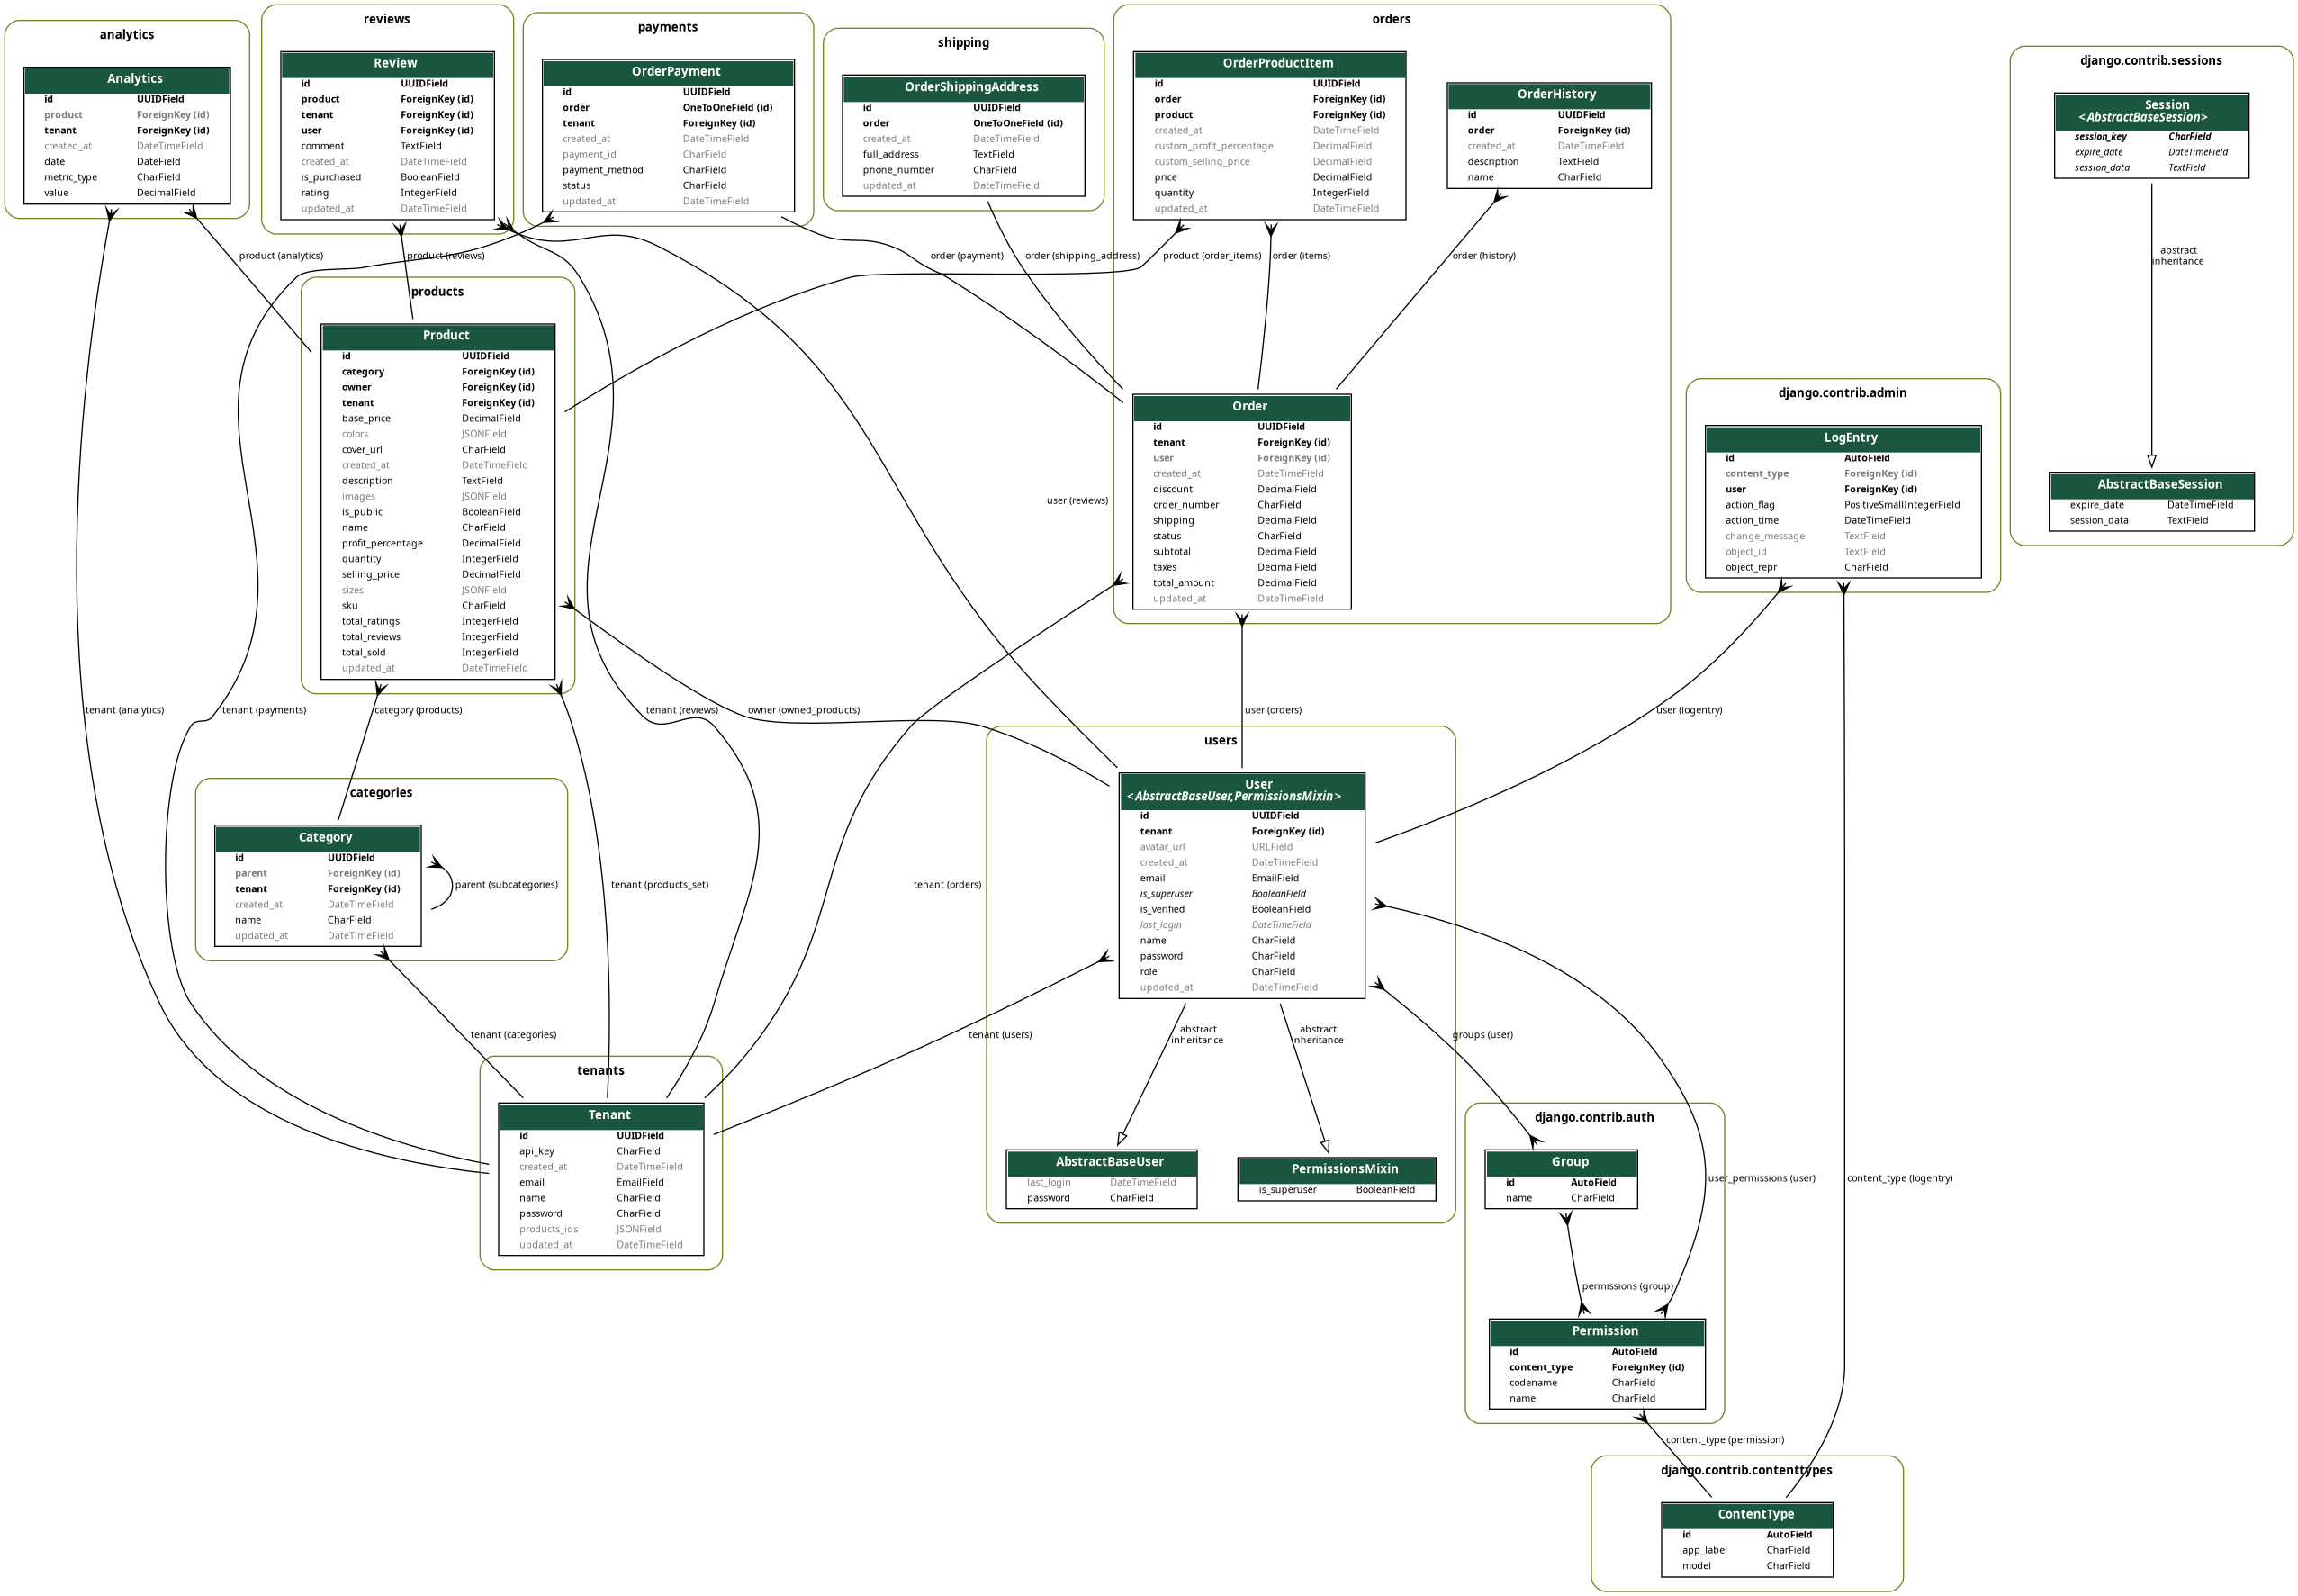 analytics
Analytics
id UUIDField
product ForeignKey (id)
tenant ForeignKey (id)
created_at DateTimeField
date DateField
metric_type CharField
value DecimalField
reviews
Review
id UUIDField
product ForeignKey (id)
tenant ForeignKey (id)
user ForeignKey (id)
comment TextField
created_at DateTimeField
is_purchased BooleanField
rating IntegerField
updated_at DateTimeField
payments
OrderPayment
id UUIDField
order OneToOneField (id)
tenant ForeignKey (id)
created_at DateTimeField
payment_id CharField
payment_method CharField
status CharField
updated_at DateTimeField
shipping
OrderShippingAddress
id UUIDField
order OneToOneField (id)
created_at DateTimeField
full_address TextField
phone_number CharField
updated_at DateTimeField
orders
OrderProductItem
id UUIDField
order ForeignKey (id)
product ForeignKey (id)
created_at DateTimeField
custom_profit_percentage DecimalField
custom_selling_price DecimalField
price DecimalField
quantity IntegerField
updated_at DateTimeField
OrderHistory
id UUIDField
order ForeignKey (id)
created_at DateTimeField
description TextField
name CharField
django.contrib.sessions
Session
<AbstractBaseSession>
session_key CharField
expire_date DateTimeField
session_data TextField
product (analytics)
product (reviews)
order (payment)
order (shipping_address)
product (order_items)
order (items)
order (history)
abstract
inheritance
products
Product
id UUIDField
category ForeignKey (id)
owner ForeignKey (id)
tenant ForeignKey (id)
base_price DecimalField
colors JSONField
cover_url CharField
created_at DateTimeField
description TextField
images JSONField
is_public BooleanField
name CharField
profit_percentage DecimalField
quantity IntegerField
selling_price DecimalField
sizes JSONField
sku CharField
total_ratings IntegerField
total_reviews IntegerField
total_sold IntegerField
updated_at DateTimeField
user (reviews)
Order
id UUIDField
tenant ForeignKey (id)
user ForeignKey (id)
created_at DateTimeField
discount DecimalField
order_number CharField
shipping DecimalField
status CharField
subtotal DecimalField
taxes DecimalField
total_amount DecimalField
updated_at DateTimeField
django.contrib.admin
LogEntry
id AutoField
content_type ForeignKey (id)
user ForeignKey (id)
action_flag PositiveSmallIntegerField
action_time DateTimeField
change_message TextField
object_id TextField
object_repr CharField
AbstractBaseSession
expire_date DateTimeField
session_data TextField
tenant (analytics)
tenant (payments)
category (products)
tenant (reviews)
owner (owned_products)
user (orders)
user (logentry)
categories
Category
id UUIDField
parent ForeignKey (id)
tenant ForeignKey (id)
created_at DateTimeField
name CharField
updated_at DateTimeField
parent (subcategories)
tenant (products_set)
tenant (orders)
users
User
<AbstractBaseUser,PermissionsMixin>
id UUIDField
tenant ForeignKey (id)
avatar_url URLField
created_at DateTimeField
email EmailField
is_superuser BooleanField
is_verified BooleanField
last_login DateTimeField
name CharField
password CharField
role CharField
updated_at DateTimeField
tenant (categories)
tenant (users)
abstract
inheritance
abstract
inheritance
groups (user)
tenants
Tenant
id UUIDField
api_key CharField
created_at DateTimeField
email EmailField
name CharField
password CharField
products_ids JSONField
updated_at DateTimeField
AbstractBaseUser
last_login DateTimeField
password CharField
PermissionsMixin
is_superuser BooleanField
django.contrib.auth
Group
id AutoField
name CharField
user_permissions (user)
content_type (logentry)
permissions (group)
Permission
id AutoField
content_type ForeignKey (id)
codename CharField
name CharField
content_type (permission)
django.contrib.contenttypes
ContentType
id AutoField
app_label CharField
model CharField